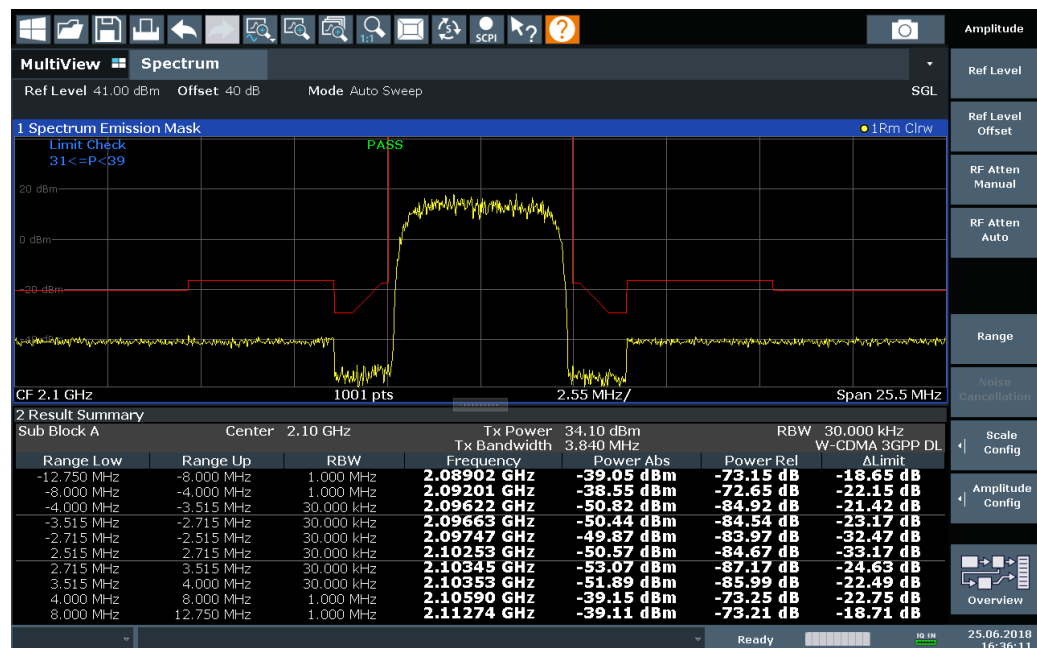 1:1
SCPI
?
?
Amplitude
MultiView Spectrum
Ref Level 41.00 dBm Offset 40 dB Mode Auto Sweep SGL
1 Spectrum Emission Mask 1Rm Clrw
Limit Check PASS
31<=P<39
20 dBm
0 dBm
-20 dBm
CF 2.1 GHz 1001 pts 2.55 MHz/ Span 25.5 MHz
2 Result Summary
Sub Block A Center 2.10 GHz Tx Power 34.10 dBm RBW 30.000 kHz
Tx Bandwidth 3.840 MHz W-CDMA 3GPP DL
Range Low Range Up RBW Frequency Power Abs Power Rel ΔLimit
-12.750 MHz -8.000 MHz 1.000 MHz 2.08902 GHz -39.05 dBm -73.15 dB -18.65 dB
-8.000 MHz -4.000 MHz 1.000 MHz 2.09201 GHz -38.55 dBm -72.65 dB -22.15 dB
-4.000 MHz -3.515 MHz 30.000 kHz 2.09622 GHz -50.82 dBm -84.92 dB -21.42 dB
-3.515 MHz -2.715 MHz 30.000 kHz 2.09663 GHz -50.44 dBm -84.54 dB -23.17 dB
-2.715 MHz -2.515 MHz 30.000 kHz 2.09747 GHz -49.87 dBm -83.97 dB -32.47 dB
2.515 MHz 2.715 MHz 30.000 kHz 2.10253 GHz -50.57 dBm -84.67 dB -33.17 dB
2.715 MHz 3.515 MHz 30.000 kHz 2.10345 GHz -53.07 dBm -87.17 dB -24.63 dB
3.515 MHz 4.000 MHz 30.000 kHz 2.10353 GHz -51.89 dBm -85.99 dB -22.49 dB
4.000 MHz 8.000 MHz 1.000 MHz 2.10590 GHz -39.15 dBm -73.25 dB -22.75 dB
8.000 MHz 12.750 MHz 1.000 MHz 2.11274 GHz -39.11 dBm -73.21 dB -18.71 dB
Ref Level
Ref Level
Offset
RF Atten
Manual
RF Atten
Auto
Range
Noise
Cancellation
Scale
Config
Amplitude
Config
Overview
Ready
IQ IN
25.06.2018
16:36:11